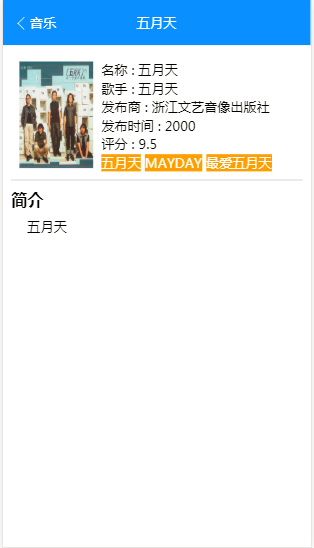 音乐
五月天
名称 : 五月天
歌手 : 五月天
发布商 : 浙江文艺音像出版社
发布时间 : 2000
评分 : 9.5
五月天 MAYDAY 最爱五月天
简介
五月天